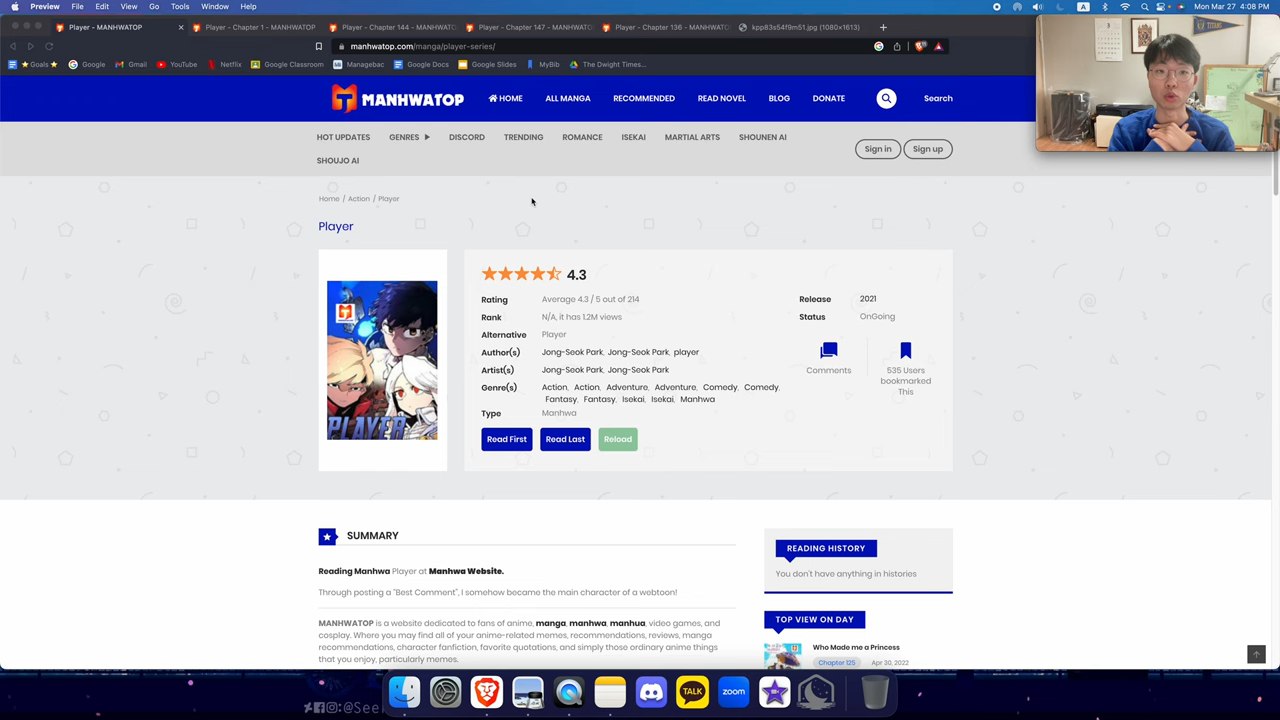 Preview File Edit View Go Tools Window Help
A Mon Mar 27 4:08 PM
Player - MANHWATOP
Player - Chapter 1 - MANHWATOP
Player - Chapter 144 - MANHWATO
Player - Chapter 147 - MANHWATO
Player - Chapter 136 - MANHWATO
kpp83s54f9m51.jpg (1080×1613)
manhwatop.com/manga/player-series/
Goals
Google
Gmail
YouTube
Netflix
Google Classroom
Managebac
Google Docs
Google Slides
MyBib
The Dwight Times...
TITANS
MANHWATOP
HOME
ALL MANGA
RECOMMENDED
READ NOVEL
BLOG
DONATE
Search
HOT UPDATES
GENRES
DISCORD
TRENDING
ROMANCE
ISEKAI
MARTIAL ARTS
SHOUNEN AI
SHOUJO AI
Sign in
Sign up
Home / Action / Player
Player
PLAYER
4.3
Rating Average 4.3 / 5 out of 214
Rank N/A, it has 1.2M views
Alternative Player
Author(s) Jong-Seok Park, Jong-Seok Park, player
Artist(s) Jong-Seok Park, Jong-Seok Park
Genre(s) Action, Action, Adventure, Adventure, Comedy, Comedy,
Fantasy, Fantasy, Isekai, Isekai, Manhwa
Type Manhwa
Read First
Read Last
Reload
Release 2021
Status OnGoing
Comments
535 Users
bookmarked
This
SUMMARY
Reading Manhwa Player at Manhwa Website.
Through posting a "Best Comment", I somehow became the main character of a webtoon!
MANHWATOP is a website dedicated to fans of anime, manga, manhwa, manhua, video games, and
cosplay. Where you may find all of your anime-related memes, recommendations, reviews, manga
recommendations, character fanfiction, favorite quotations, and simply those ordinary anime things
that you enjoy, particularly memes.
READING HISTORY
You don't have anything in histories
TOP VIEW ON DAY
Who Made me a Princess
Chapter 125 Apr 30, 2022
TALK
zoom